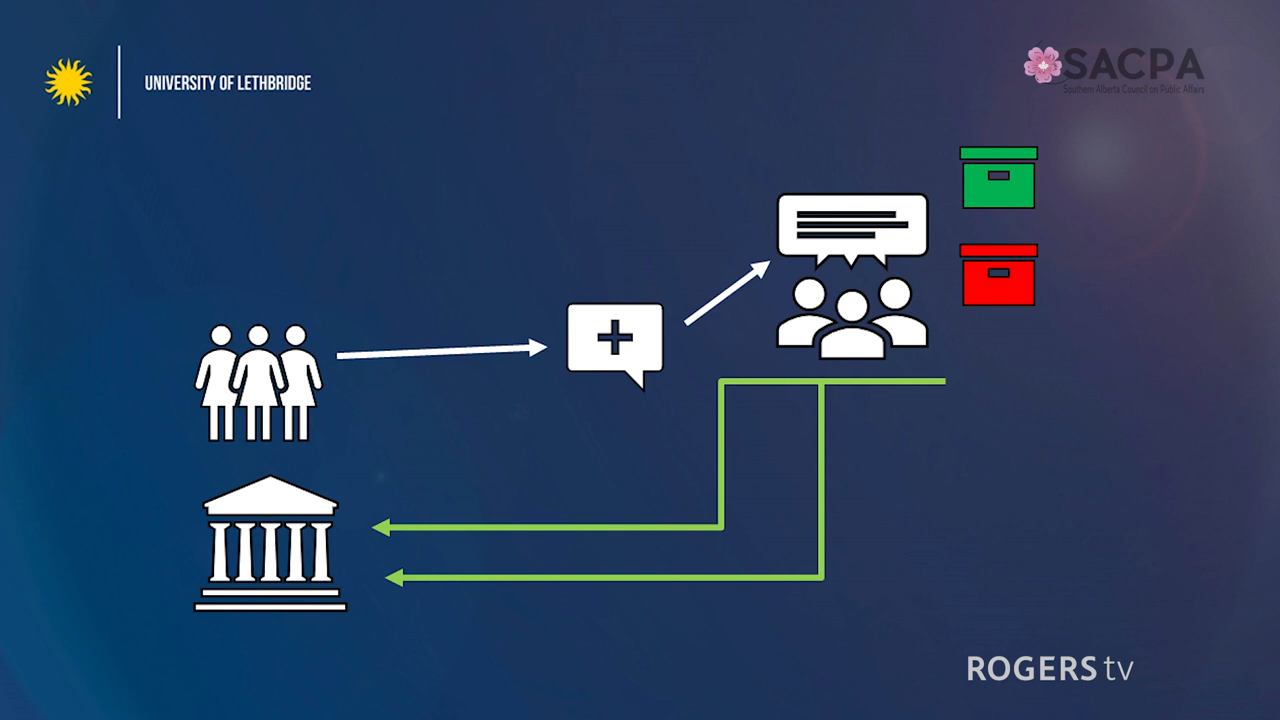 UNIVERSITY OF LETHBRIDGE
SACPA
Southern Alberta Council on Public Affairs
ROGERS tv